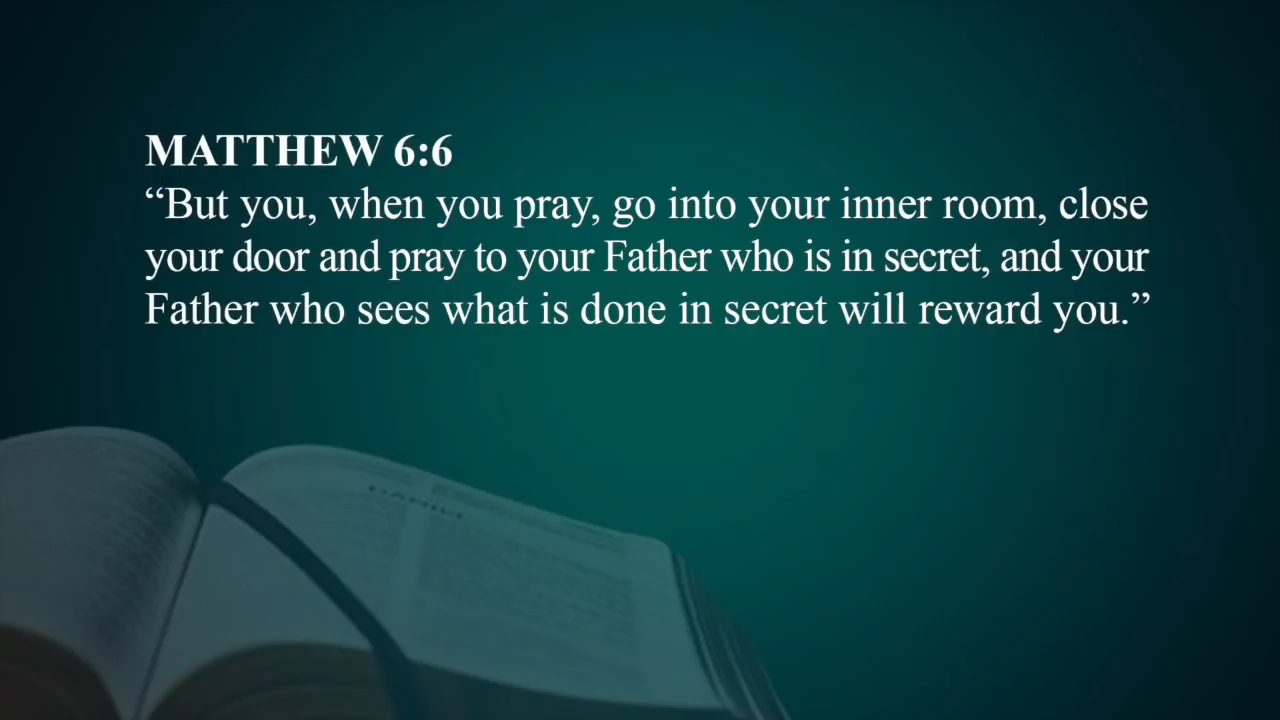 MATTHEW 6:6
“But you, when you pray, go into your inner room, close
your door and pray to your Father who is in secret, and your
Father who sees what is done in secret will reward you.”